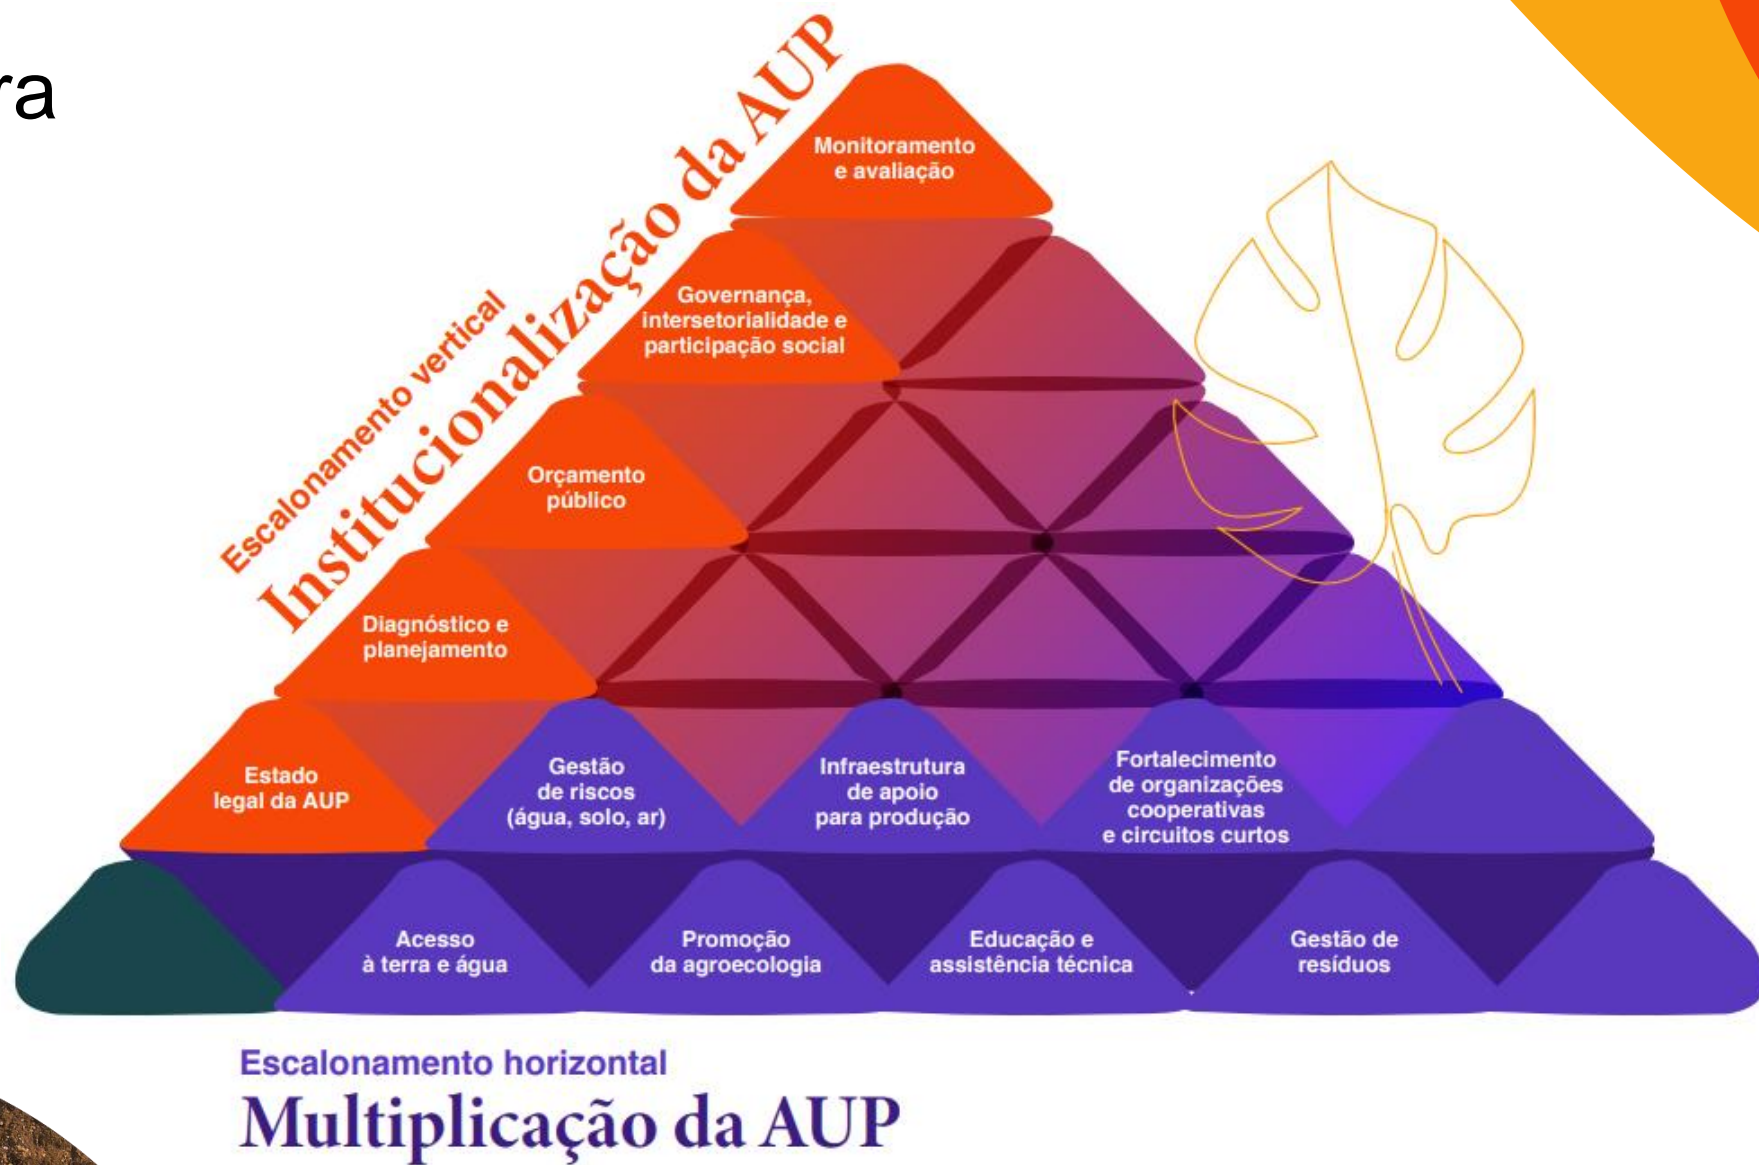 ra
Escalonamento vertical
Institucionalização da AUP
Monitoramento
e avaliação
Governança,
intersetorialidade e
participação social
Orçamento
público
Diagnóstico e
planejamento
Estado
legal da AUP
Gestão
de riscos
(água, solo, ar)
Infraestrutura
de apoio
para produção
Fortalecimento
de organizações
cooperativas
e circuitos curtos
Acesso
à terra e água
Promoção
da agroecologia
Educação e
assistência técnica
Gestão de
resíduos
Escalonamento horizontal
Multiplicação da AUP